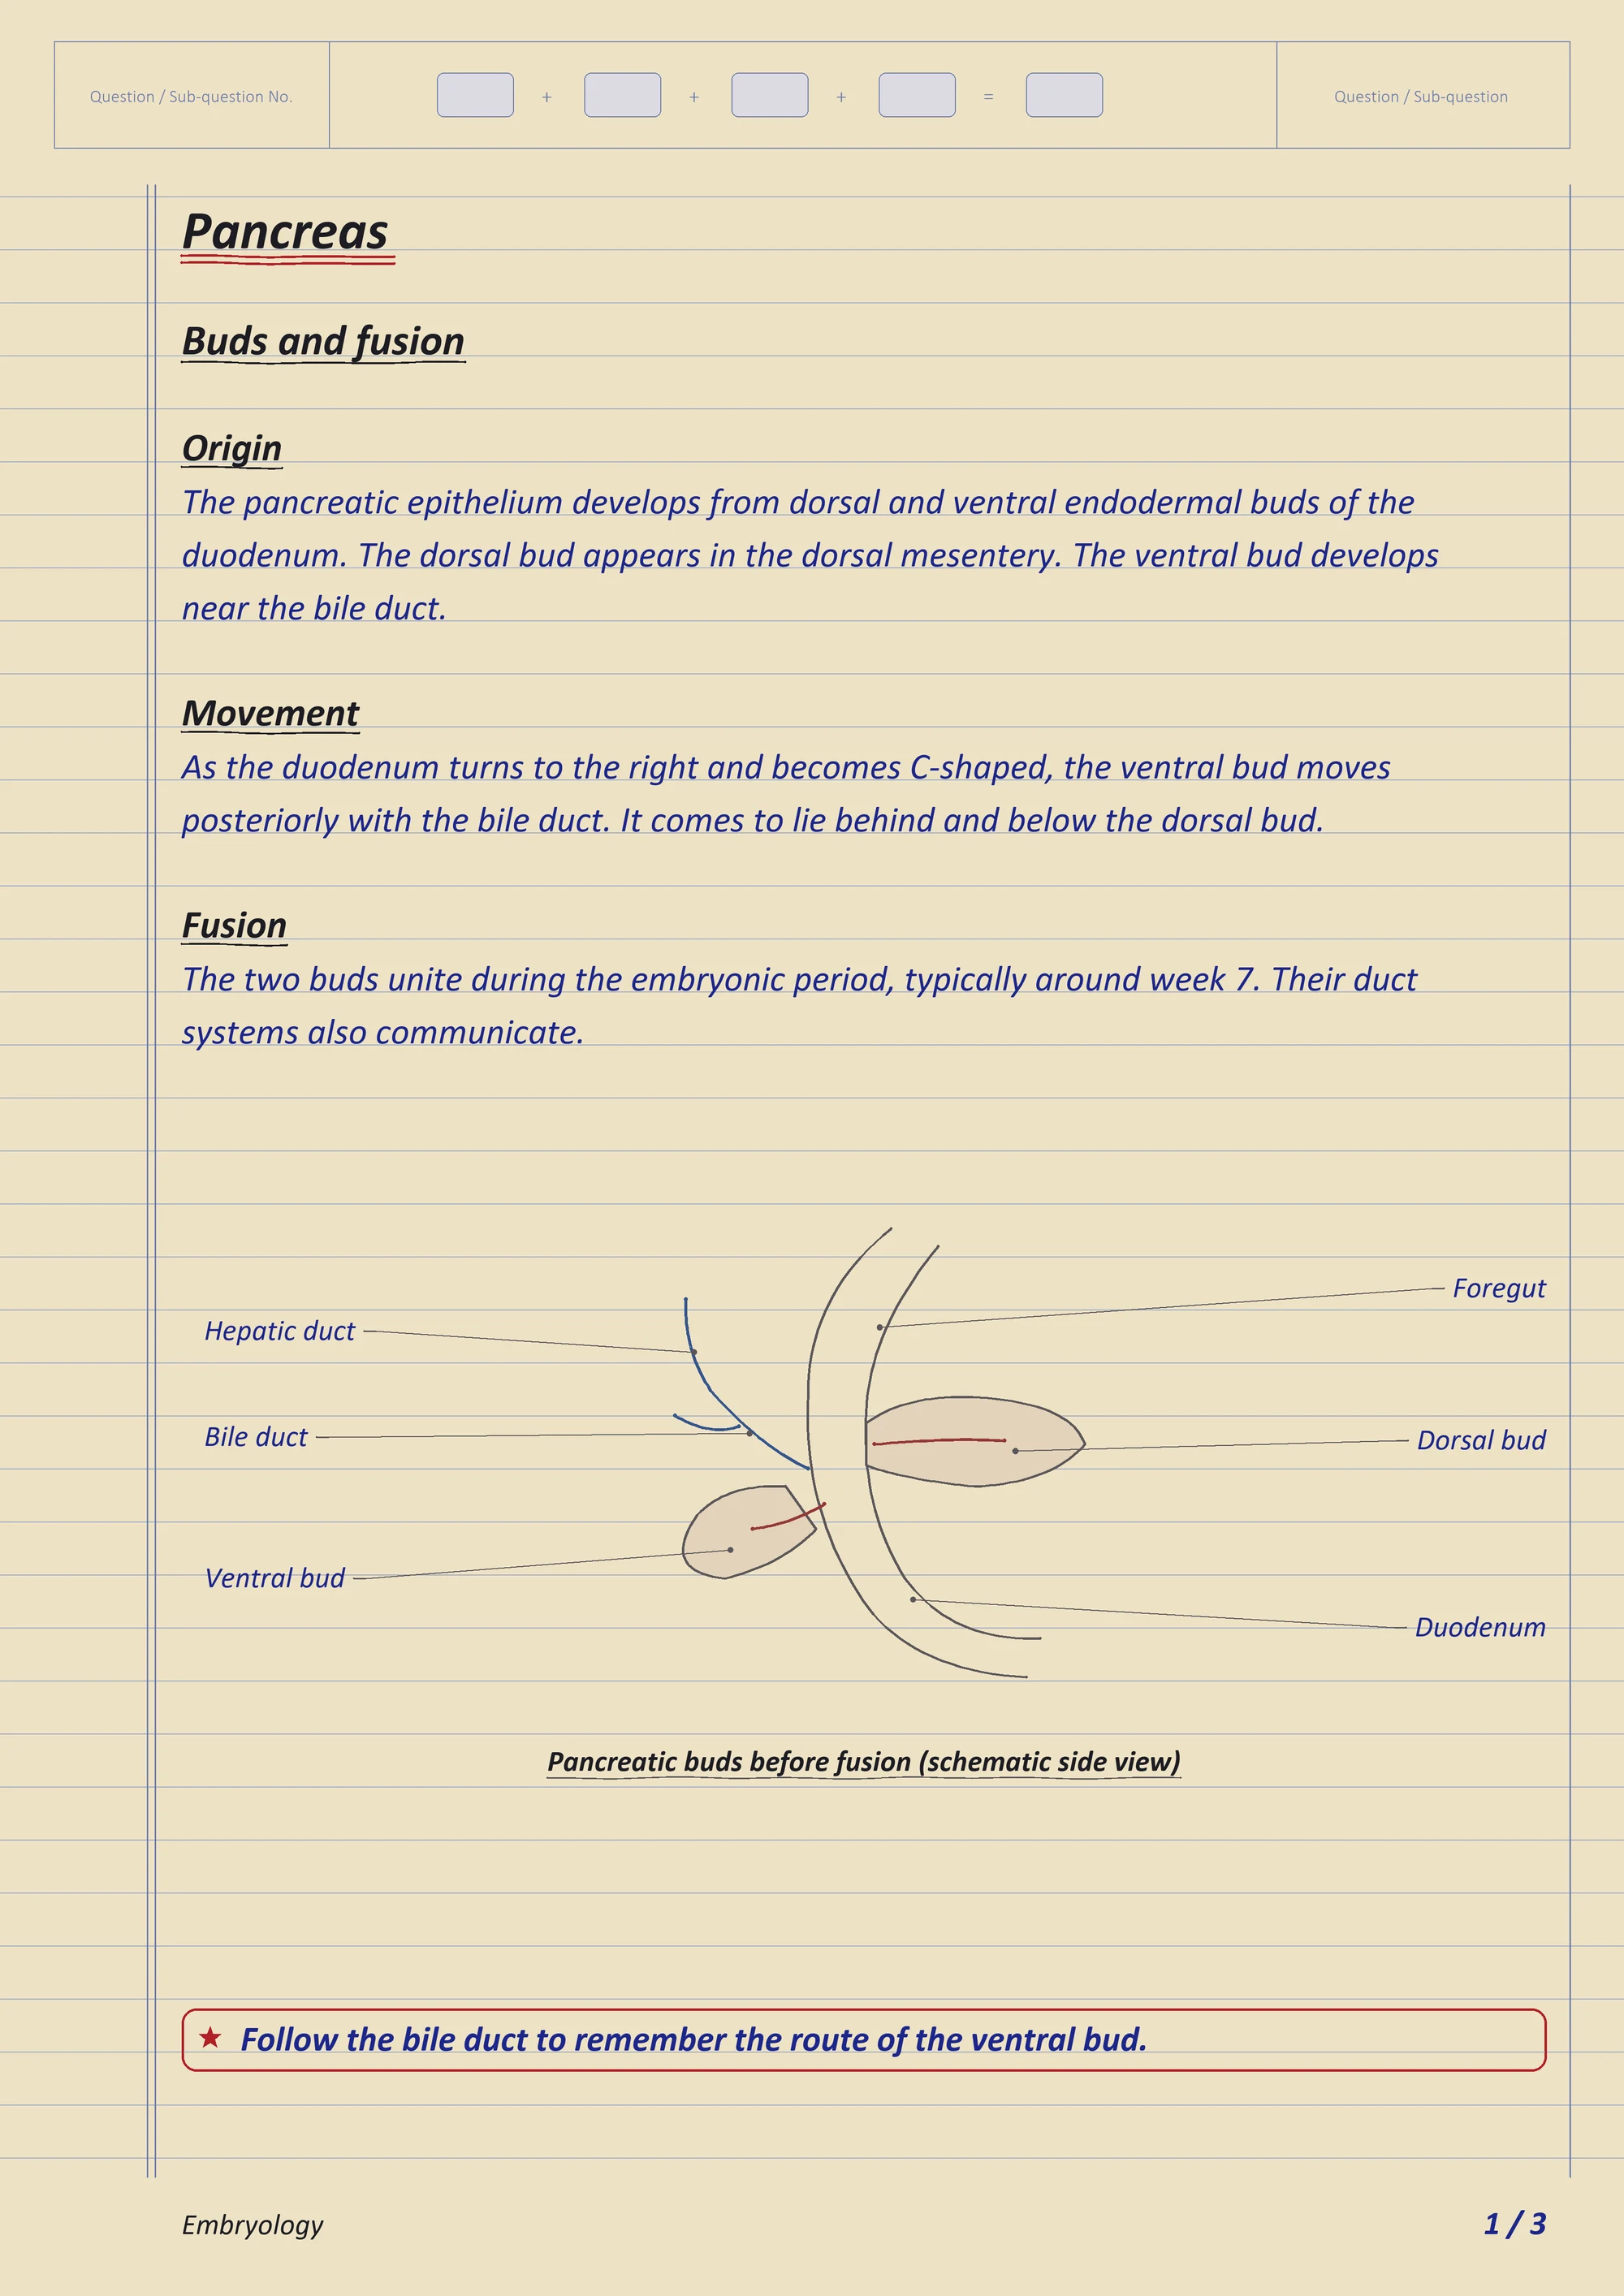 Question / Sub-question No.
+ + + =
Question / Sub-question
Pancreas
Buds and fusion
Origin
The pancreatic epithelium develops from dorsal and ventral endodermal buds of the
duodenum. The dorsal bud appears in the dorsal mesentery. The ventral bud develops
near the bile duct.
Movement
As the duodenum turns to the right and becomes C-shaped, the ventral bud moves
posteriorly with the bile duct. It comes to lie behind and below the dorsal bud.
Fusion
The two buds unite during the embryonic period, typically around week 7. Their duct
systems also communicate.
Foregut
Hepatic duct
Bile duct
Dorsal bud
Ventral bud
Duodenum
Pancreatic buds before fusion (schematic side view)
★ Follow the bile duct to remember the route of the ventral bud.
Embryology
1 / 3